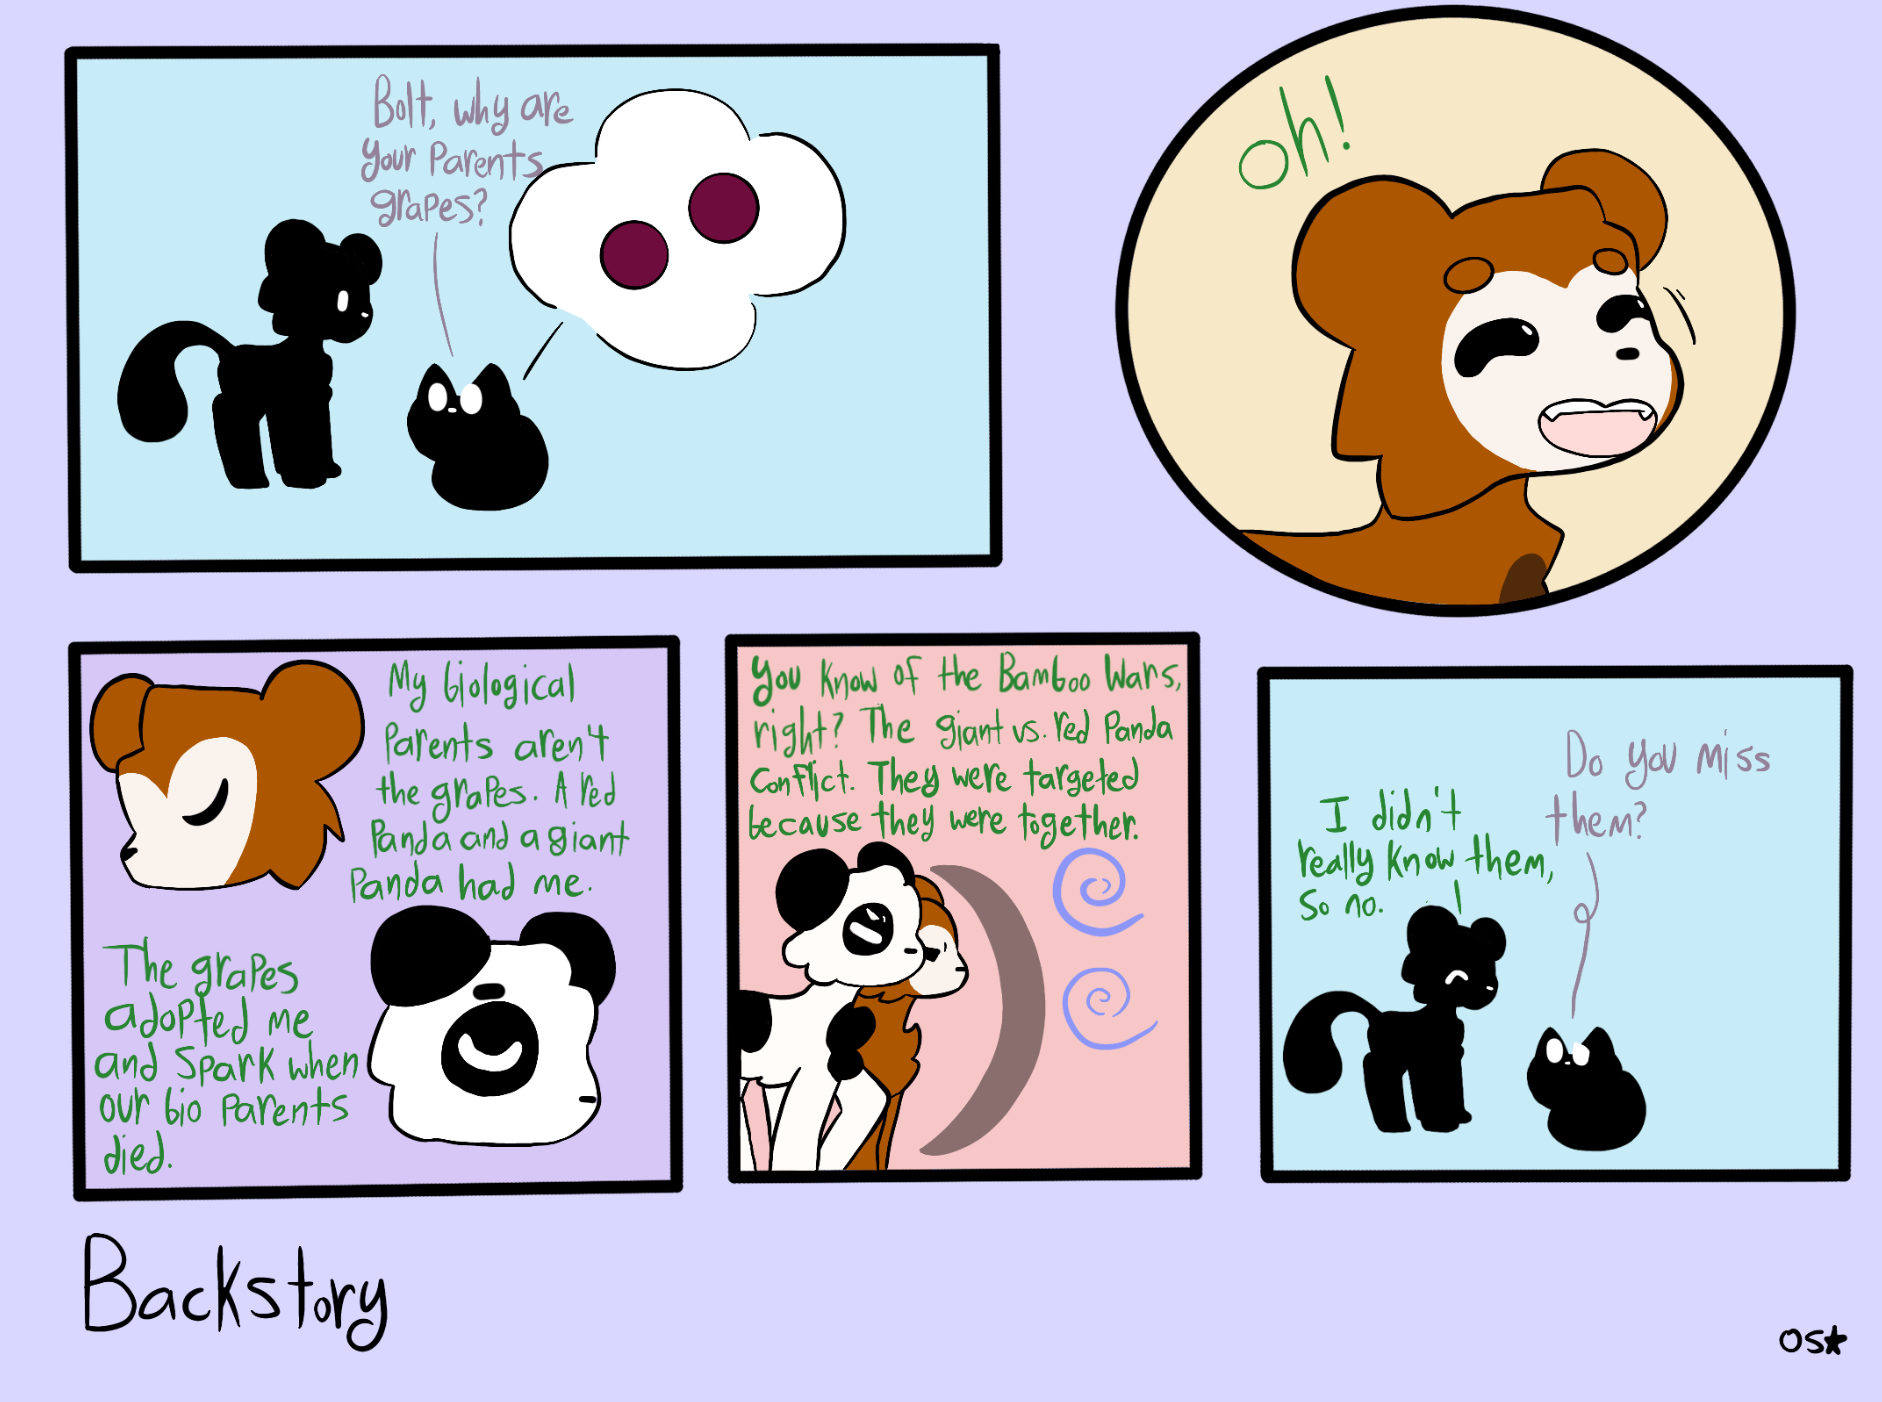 Bolt, why are
your Parents
grapes?
oh!
My biological
Parents aren't
the grapes. A red
Panda and a giant
Panda had me.
The grapes
adopted me
and Spark when
our bio Parents
died.
You know of the Bamboo Wars,
right? The giant vs. red Panda
Conflict. They were targeted
because they were together.
Do you miss
them?
I didn't
really know them,
So no.
Backstory
OS★